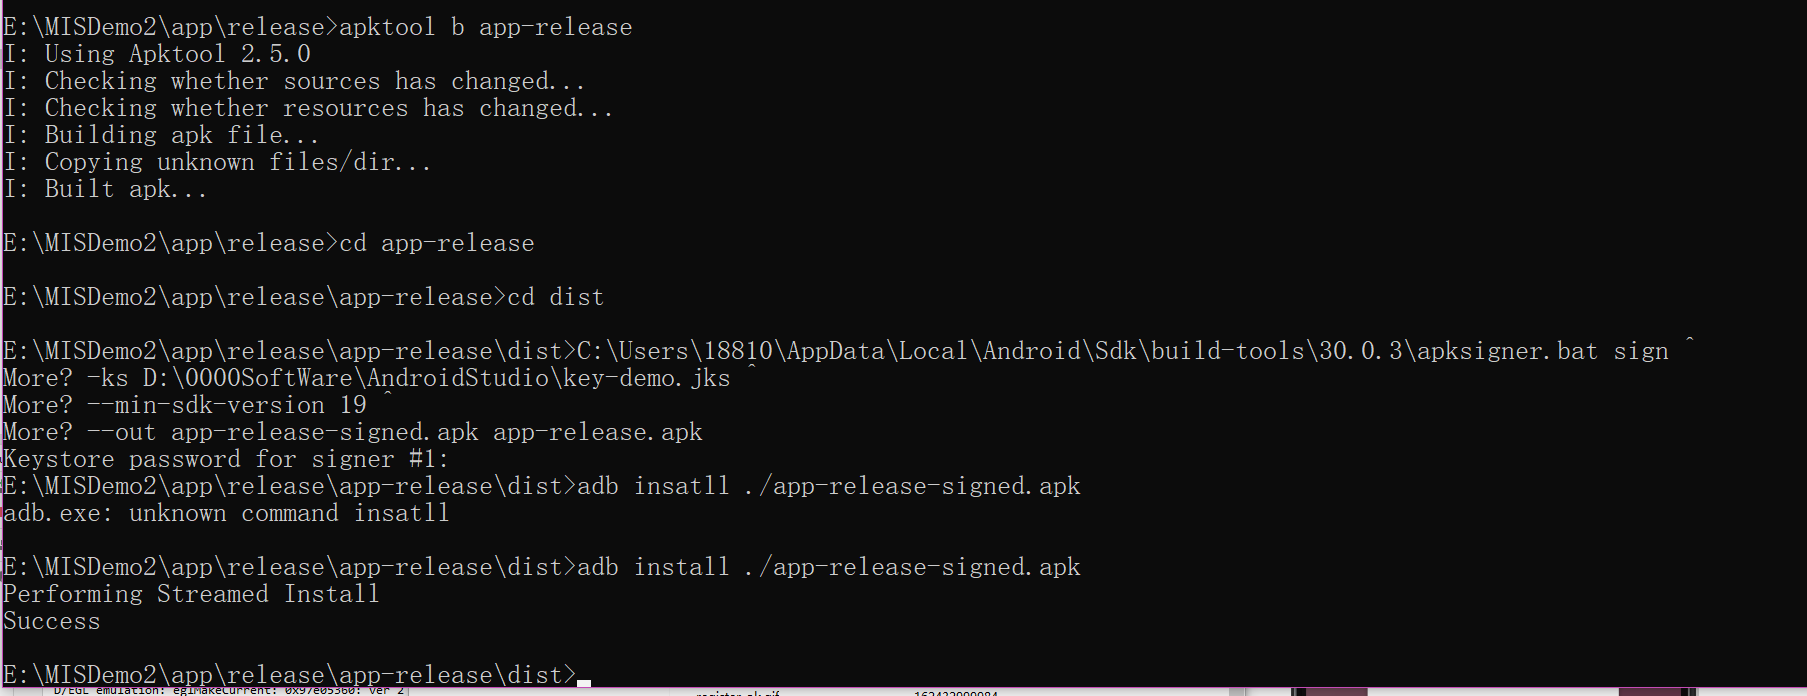 E:\MISDemo2\app\release>apktool b app-release
I: Using Apktool 2.5.0
I: Checking whether sources has changed...
I: Checking whether resources has changed...
I: Building apk file...
I: Copying unknown files/dir...
I: Built apk...
E:\MISDemo2\app\release>cd app-release
E:\MISDemo2\app\release\app-release>cd dist
E:\MISDemo2\app\release\app-release\dist>C:\Users\18810\AppData\Local\Android\Sdk\build-tools\30.0.3\apksigner.bat sign ^
More? -ks D:\0000SoftWare\AndroidStudio\key-demo.jks ^
More? --min-sdk-version 19 ^
More? --out app-release-signed.apk app-release.apk
Keystore password for signer #1:
E:\MISDemo2\app\release\app-release\dist>adb insatll ./app-release-signed.apk
adb.exe: unknown command insatll
E:\MISDemo2\app\release\app-release\dist>adb install ./app-release-signed.apk
Performing Streamed Install
Success
E:\MISDemo2\app\release\app-release\dist>
D/EGL_emulation: eglMakeCurrent: 0x97e05360: ver 2